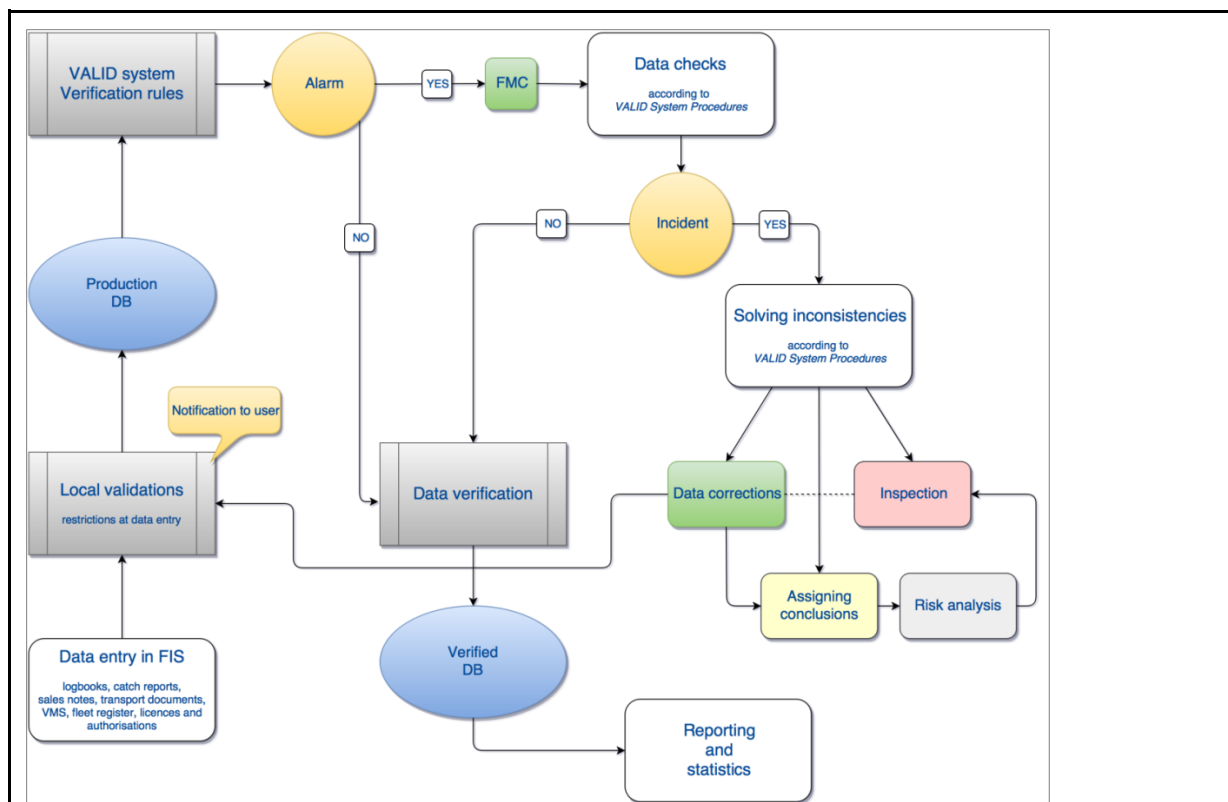 VALID system
Verification rules
Alarm
YES
FMC
Data checks
according to
VALID System Procedures
NO
Incident
NO
YES
Production
DB
Solving inconsistencies
according to
VALID System Procedures
Notification to user
Local validations
restrictions at data entry
Data verification
Data corrections
Inspection
Assigning
conclusions
Risk analysis
Data entry in FIS
logbooks, catch reports,
sales notes, transport documents,
VMS, fleet register, licences and
authorisations
Verified
DB
Reporting
and
statistics